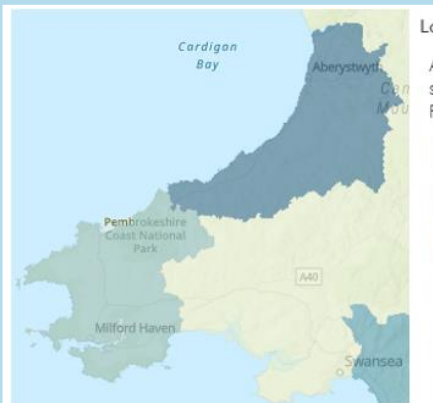 Cardigan
Bay
Aberystwyth
Pembrokeshire
Coast National
Park
A40
Milford Haven
Swansea